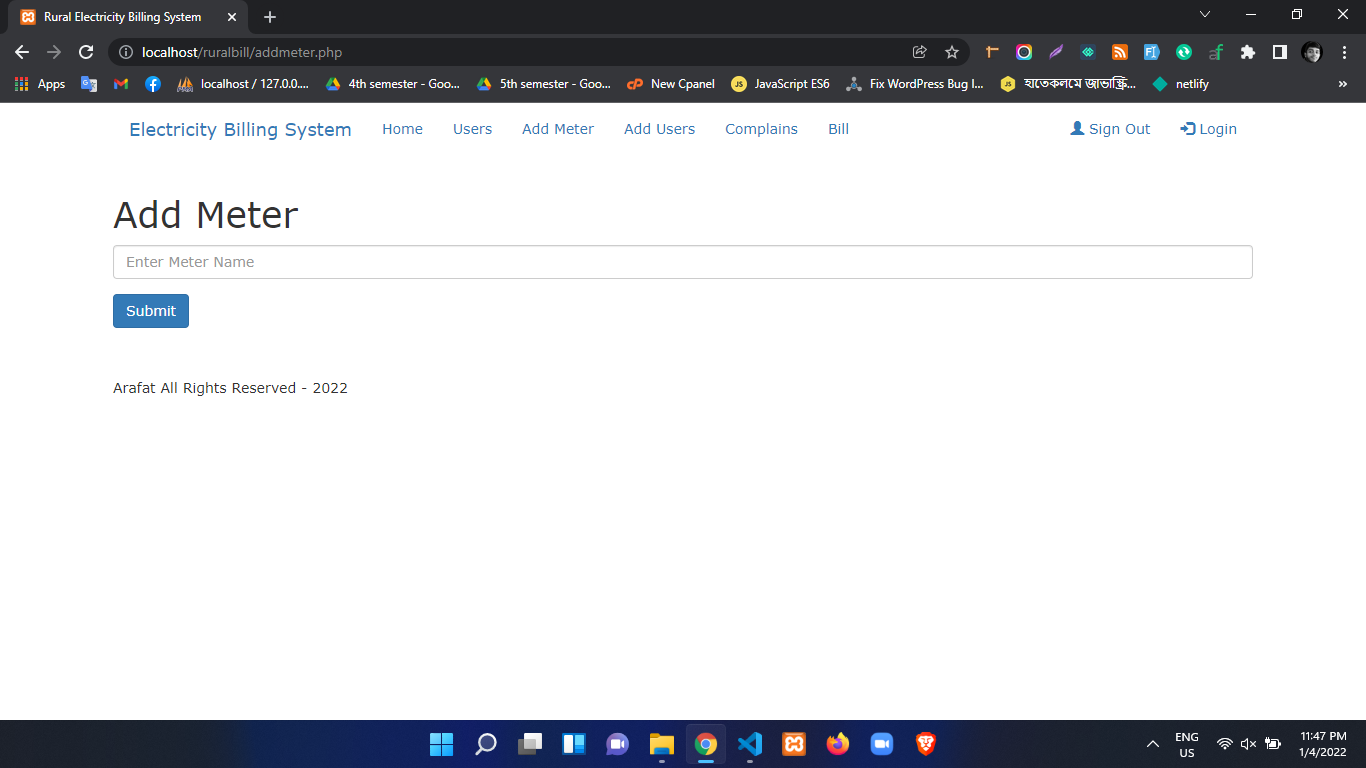 Rural Electricity Billing System
localhost/ruralbill/addmeter.php
Apps localhost / 127.0.0.... 4th semester - Goo... 5th semester - Goo... New Cpanel JavaScript ES6 Fix WordPress Bug I... হাতেকলমে জাভাস্ক্রি... netlify
Electricity Billing System Home Users Add Meter Add Users Complains Bill Sign Out Login
Add Meter
Enter Meter Name
Submit
Arafat All Rights Reserved - 2022
ENG 11:47 PM
US 1/4/2022